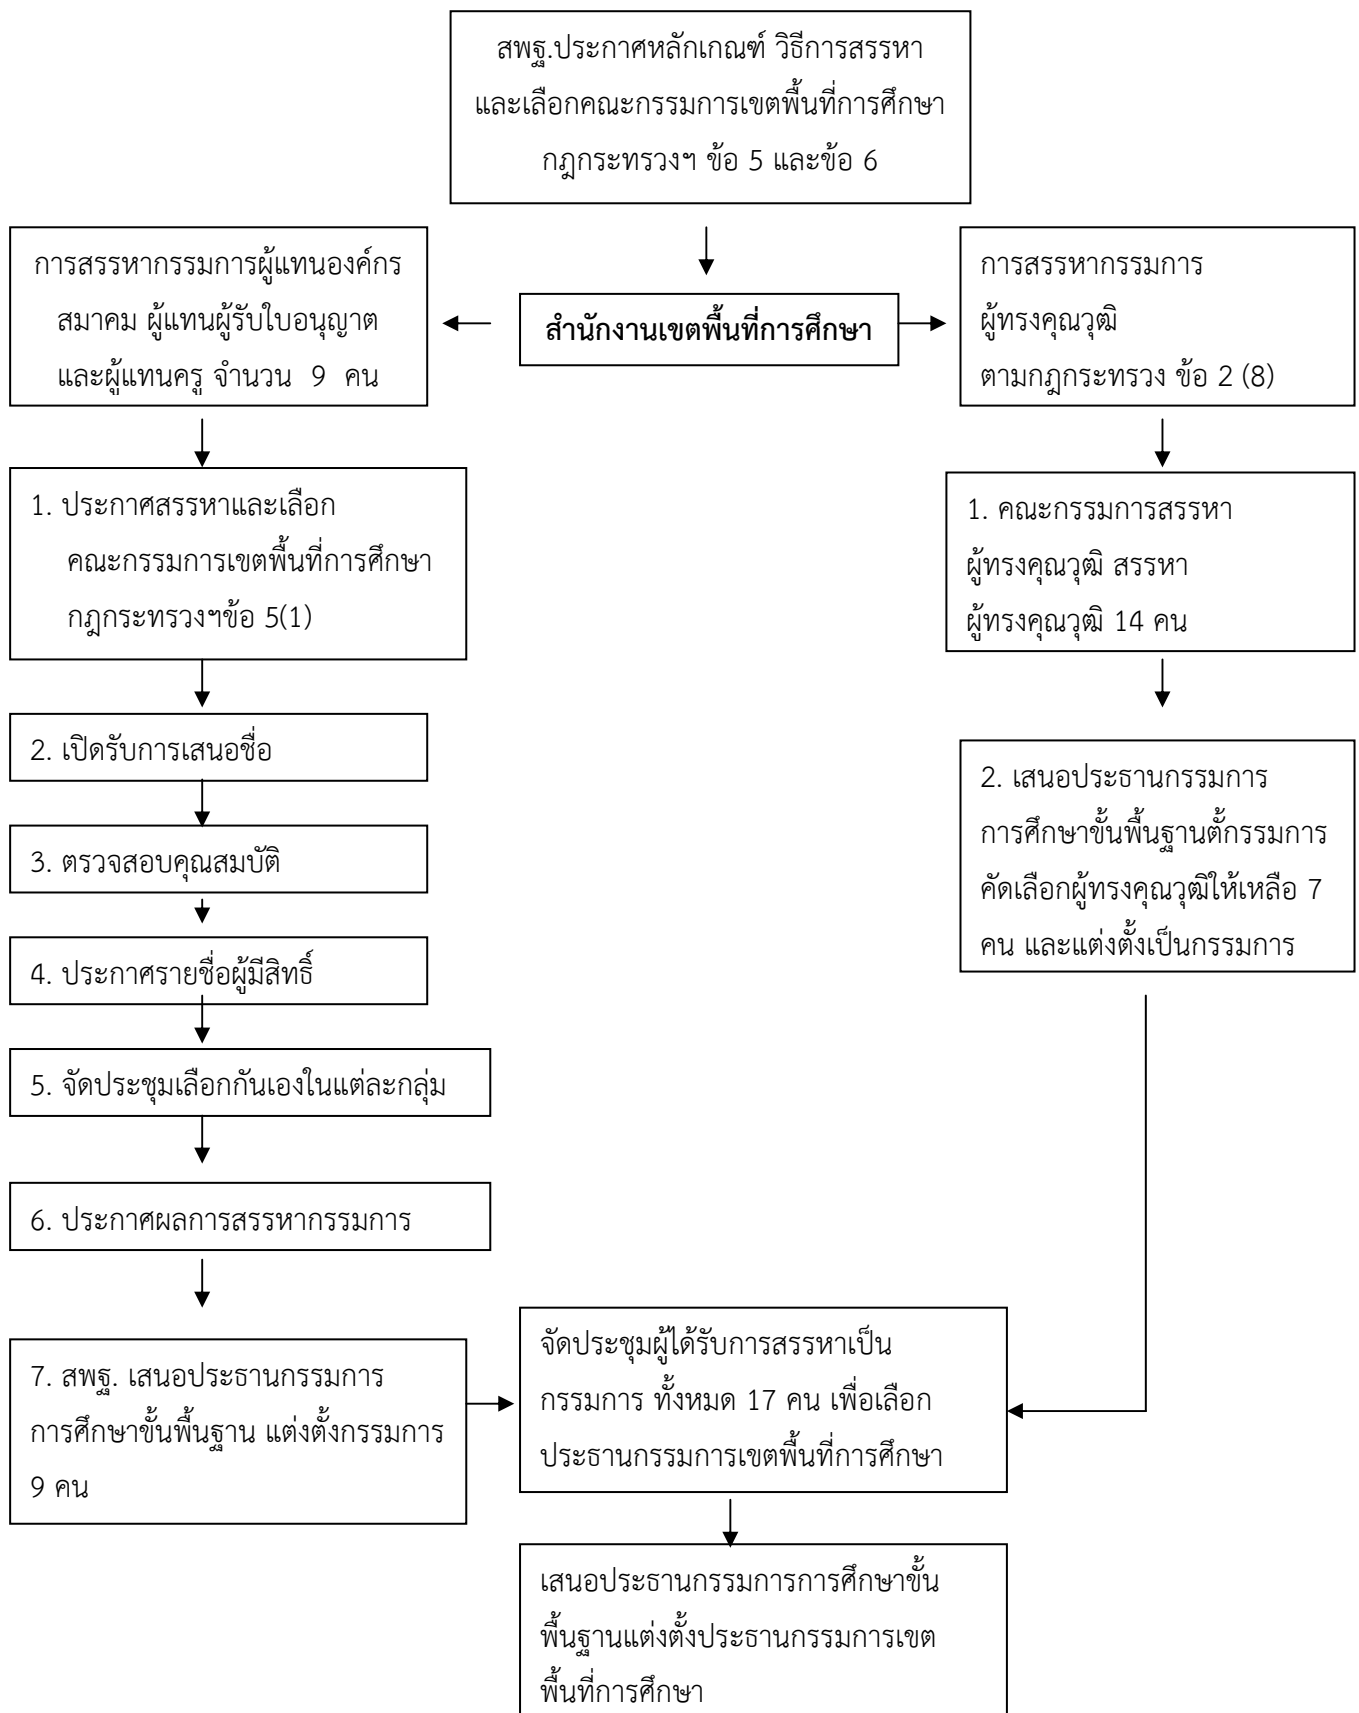 สพฐ.ประกาศหลักเกณฑ์ วิธีการสรรหา
และเลือกคณะกรรมการเขตพื้นที่การศึกษา
กฎกระทรวงฯ ข้อ 5 และข้อ 6
การสรรหากรรมการผู้แทนองค์กร
สมาคม ผู้แทนผู้รับใบอนุญาต
และผู้แทนครู จำนวน 9 คน
สำนักงานเขตพื้นที่การศึกษา
การสรรหากรรมการ
ผู้ทรงคุณวุฒิ
ตามกฎกระทรวง ข้อ 2 (8)
1. ประกาศสรรหาและเลือก
คณะกรรมการเขตพื้นที่การศึกษา
กฎกระทรวงฯข้อ 5(1)
2. เปิดรับการเสนอชื่อ
3. ตรวจสอบคุณสมบัติ
4. ประกาศรายชื่อผู้มีสิทธิ์
5. จัดประชุมเลือกกันเองในแต่ละกลุ่ม
6. ประกาศผลการสรรหากรรมการ
7. สพฐ. เสนอประธานกรรมการ
การศึกษาขั้นพื้นฐาน แต่งตั้งกรรมการ
9 คน
1. คณะกรรมการสรรหา
ผู้ทรงคุณวุฒิ สรรหา
ผู้ทรงคุณวุฒิ 14 คน
2. เสนอประธานกรรมการ
การศึกษาขั้นพื้นฐานตั้กรรมการ
คัดเลือกผู้ทรงคุณวุฒิให้เหลือ 7
คน และแต่งตั้งเป็นกรรมการ
จัดประชุมผู้ได้รับการสรรหาเป็น
กรรมการ ทั้งหมด 17 คน เพื่อเลือก
ประธานกรรมการเขตพื้นที่การศึกษา
เสนอประธานกรรมการการศึกษาขั้น
พื้นฐานแต่งตั้งประธานกรรมการเขต
พื้นที่การศึกษา